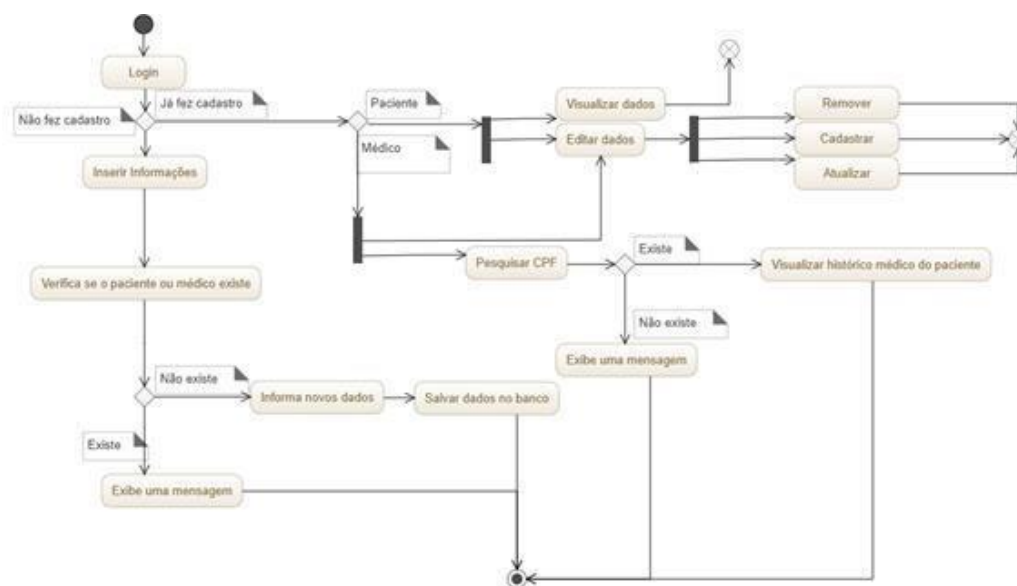 Login
Já fez cadastro
Não fez cadastro
Inserir Informações
Verifica se o paciente ou médico existe
Não existe
Informa novos dados
Salvar dados no banco
Existe
Exibe uma mensagem
Paciente
Médico
Visualizar dados
Editar dados
Remover
Cadastrar
Atualizar
Pesquisar CPF
Existe
Visualizar histórico médico do paciente
Não existe
Exibe uma mensagem